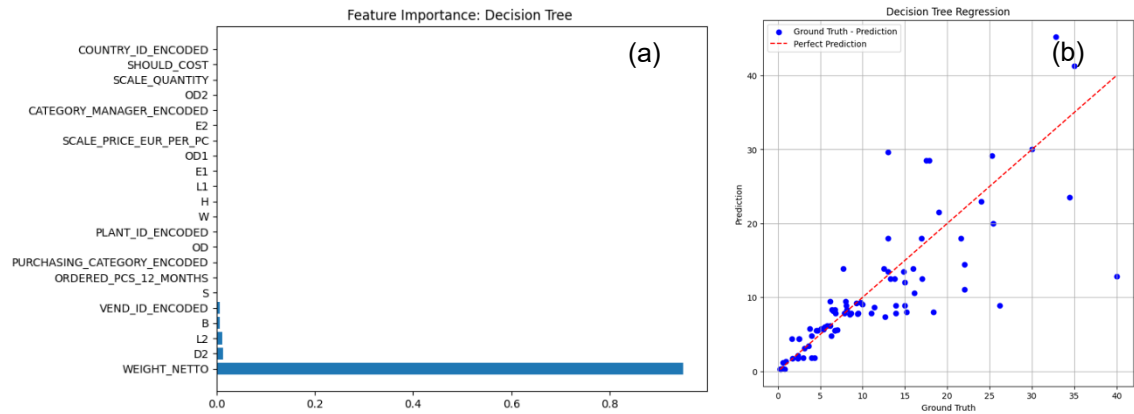 Feature Importance: Decision Tree
(a)
COUNTRY_ID_ENCODED
SHOULD_COST
SCALE_QUANTITY
OD2
CATEGORY_MANAGER_ENCODED
E2
SCALE_PRICE_EUR_PER_PC
OD1
E1
L1
H
W
PLANT_ID_ENCODED
OD
PURCHASING_CATEGORY_ENCODED
ORDERED_PCS_12_MONTHS
S
VEND_ID_ENCODED
B
L2
D2
WEIGHT_NETTO
0.0 0.2 0.4 0.6 0.8
Decision Tree Regression
Ground Truth - Prediction
Perfect Prediction
(b)
Prediction
40
30
20
10
0
0 5 10 15 20 25 30 35 40
Ground Truth